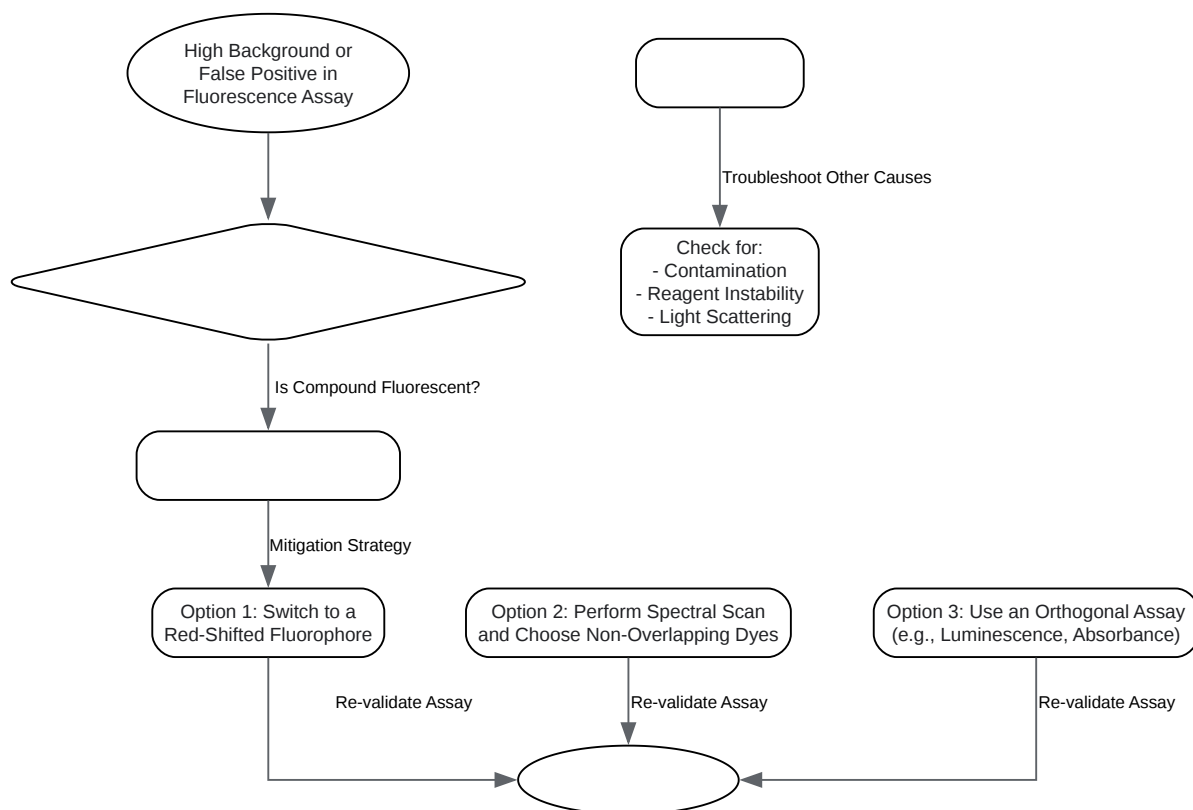 High Background or
False Positive in
Fluorescence Assay
Troubleshoot Other Causes
Check for:
- Contamination
- Reagent Instability
- Light Scattering
Is Compound Fluorescent?
Mitigation Strategy
Option 1: Switch to a
Red-Shifted Fluorophore
Option 2: Perform Spectral Scan
and Choose Non-Overlapping Dyes
Option 3: Use an Orthogonal Assay
(e.g., Luminescence, Absorbance)
Re-validate Assay
Re-validate Assay
Re-validate Assay